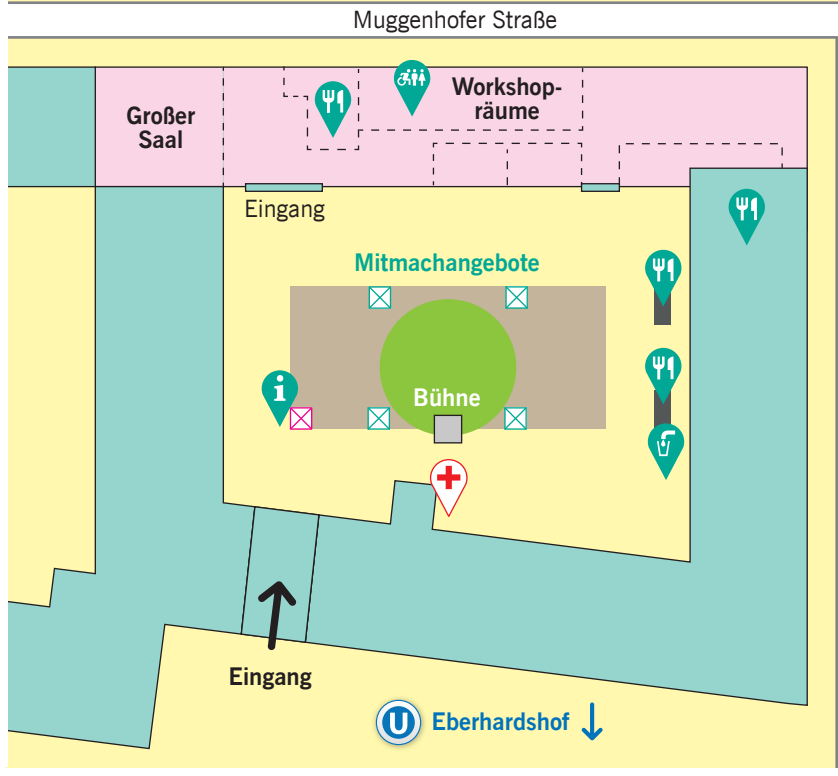 Muggenhofer Straße
Großer
Saal
Workshop-
räume
Eingang
Mitmachangebote
i
Bühne
Eingang
U
Eberhardshof